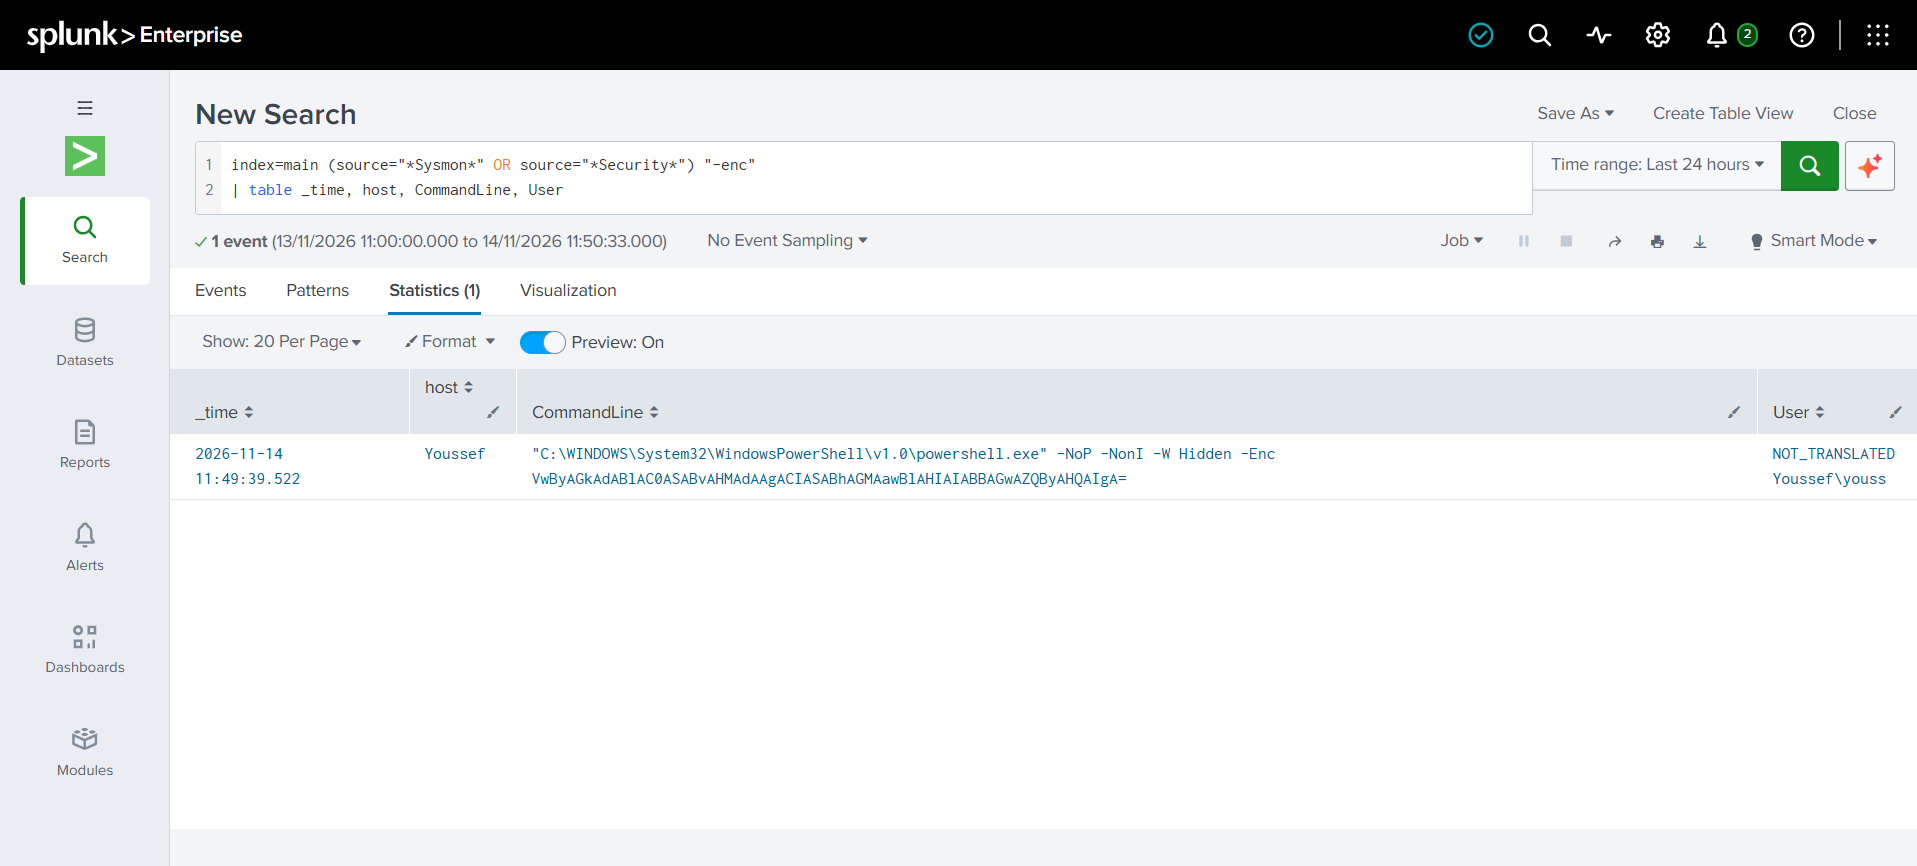 splunk> Enterprise
2
New Search
Save As
Create Table View
Close
1 index=main (source="*Sysmon*" OR source="*Security*") "-enc"
2 | table _time, host, CommandLine, User
Time range: Last 24 hours
1 event (13/11/2026 11:00:00.000 to 14/11/2026 11:50:33.000)
No Event Sampling
Job
Smart Mode
Search
Datasets
Reports
Alerts
Dashboards
Modules
Events
Patterns
Statistics (1)
Visualization
Show: 20 Per Page
Format
Preview: On
_time
host
CommandLine
User
2026-11-14
11:49:39.522
Youssef
"C:\WINDOWS\System32\WindowsPowerShell\v1.0\powershell.exe" -NoP -NonI -W Hidden -Enc
VwByAGkAdABlAC0ASABvAHMAdAAgACIASABhAGMAawBlAHIAIABBAGwAZQByAHQAIgA=
NOT_TRANSLATED
Youssef\youss